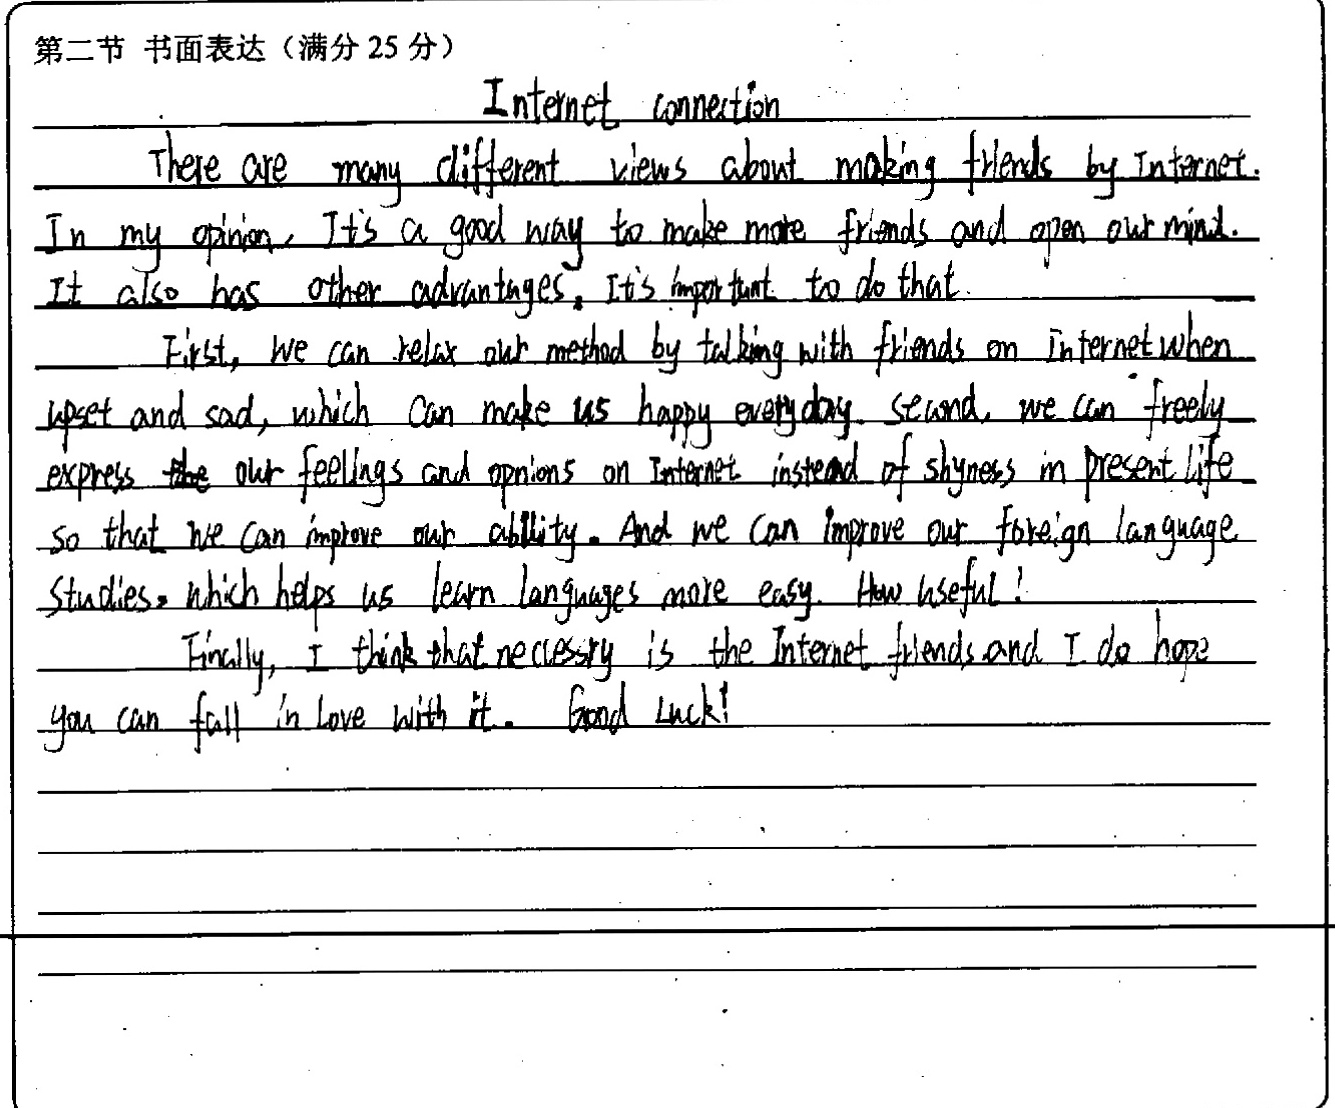 第二节 书面表达（满分 25 分）
Internet connection
There are many different views about making friends by Internet.
In my opinion, It's a good way to make more friends and open our mind.
It also has other advantages. It's important to do that.
First, we can relax our method by talking with friends on Internet when
upset and sad, which can make us happy everyday. Second, we can freely
express our feelings and opnions on Internet instead of shyness in present life
so that we can improve our ability. And we can improve our foreign language
studies, which helps us learn languages more easy. How useful!
Finally, I think that neccessry is the Internet friends and I do hope
you can fall in love with it. Good Luck!